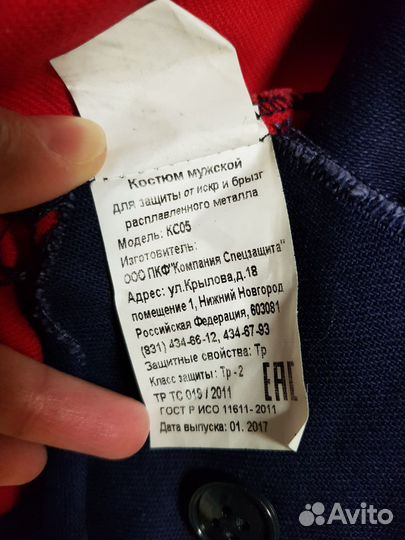 Костюм мужской
для защиты от искр и брызг
расплавленного металла
Модель: КС05
Изготовитель:
ООО ПКФ"Компания Спецзащита"
Адрес: ул.Крылова,д.18
помещение 1, Нижний Новгород
Российская Федерация, 603081
(831) 434-66-12, 434-67-93
Защитные свойства: Тр
Класс защиты: Тр - 2
ТР ТС 019 / 2011
ГОСТ Р ИСО 11611- 2011
Дата выпуска: 01. 2017
EAC
Avito